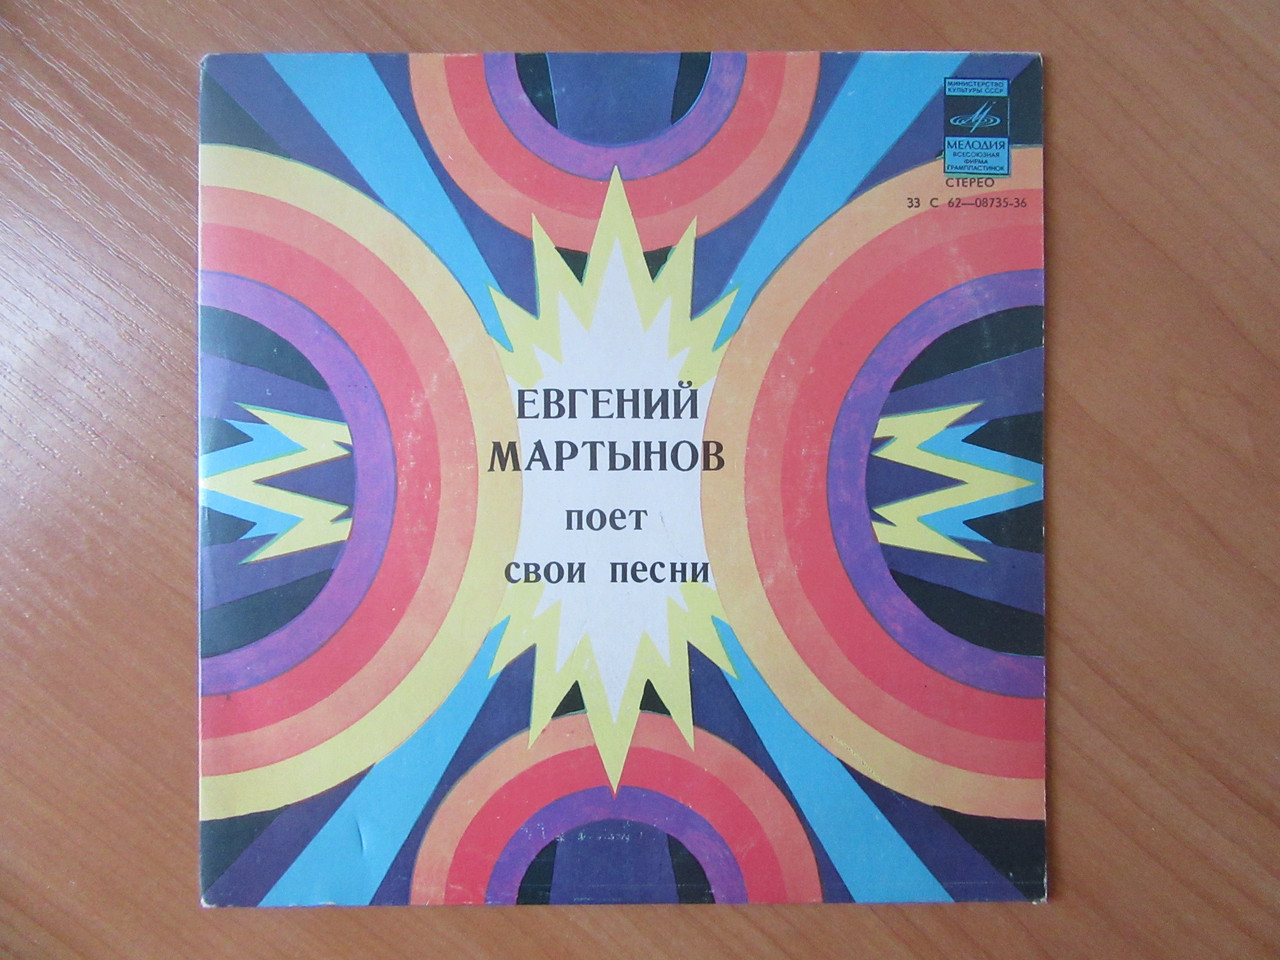 МИНИСТЕРСТВО
КУЛЬТУРЫ СССР
МЕЛОДИЯ
ВСЕСОЮЗНАЯ
ФИРМА
ГРАМПЛАСТИНОК
СТЕРЕО
33 С 62—08735-36
ЕВГЕНИЙ
МАРТЫНОВ
поет
свои песни